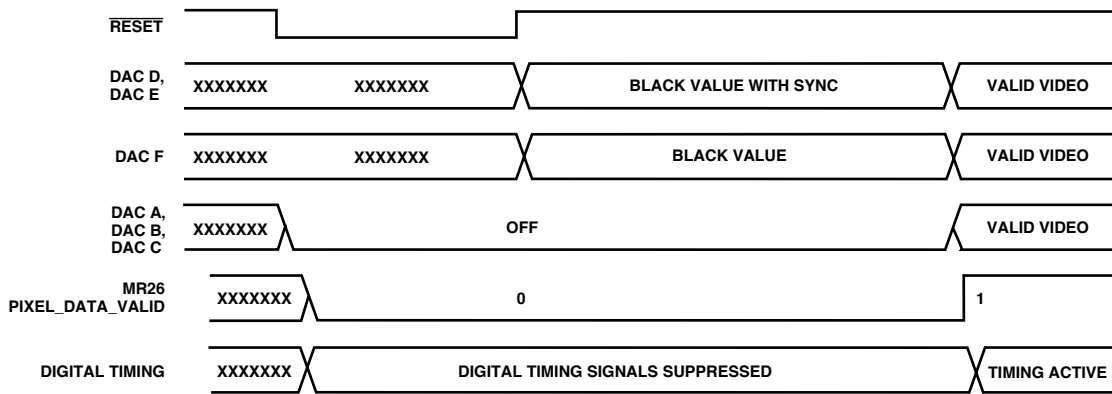 RESET
DAC D,
DAC E
XXXXXXX XXXXXXX BLACK VALUE WITH SYNC VALID VIDEO
DAC F XXXXXXX XXXXXXX BLACK VALUE VALID VIDEO
DAC A,
DAC B,
DAC C
XXXXXXX OFF VALID VIDEO
MR26
PIXEL_DATA_VALID
XXXXXXX 0 1
DIGITAL TIMING XXXXXXX DIGITAL TIMING SIGNALS SUPPRESSED TIMING ACTIVE